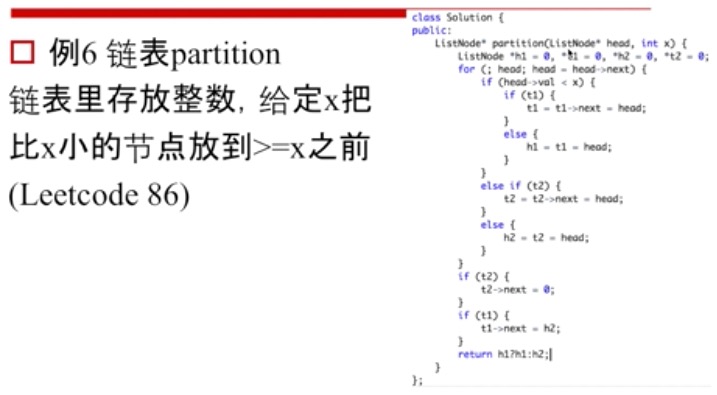 例6 链表partition
链表里存放整数, 给定x把
比x小的节点放到>=x之前
(Leetcode 86)
class Solution {
public:
    ListNode* partition(ListNode* head, int x) {
        ListNode *h1 = 0, *t1 = 0, *h2 = 0, *t2 = 0;
        for (; head; head = head->next) {
            if (head->val < x) {
                if (t1) {
                    t1 = t1->next = head;
                }
                else {
                    h1 = t1 = head;
                }
            }
            else if (t2) {
                t2 = t2->next = head;
            }
            else {
                h2 = t2 = head;
            }
        }
        if (t2) {
            t2->next = 0;
        }
        if (t1) {
            t1->next = h2;
        }
        return h1?h1:h2;
    }
};